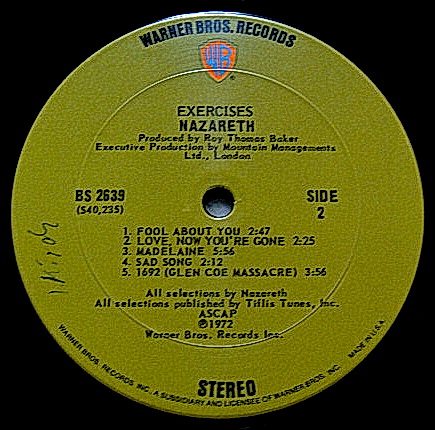 WARNER BROS. RECORDS
WB
®
EXERCISES
NAZARETH
Produced by Roy Thomas Baker
Executive Production by Mountain Managements
Ltd., London
BS 2639
(S40,235)
SIDE
2
1. FOOL ABOUT YOU 2:47
2. LOVE, NOW YOU'RE GONE 2:25
3. MADELAINE 5:56
4. SAD SONG 2:12
5. 1692 (GLEN COE MASSACRE) 3:56
All selections by Nazareth
All selections published by Tiflis Tunes, Inc.
ASCAP
℗1972
Warner Bros. Records Inc.
STEREO
WARNER BROS. RECORDS INC. A SUBSIDIARY AND LICENSEE OF WARNER BROS. INC. MADE IN U.S.A.